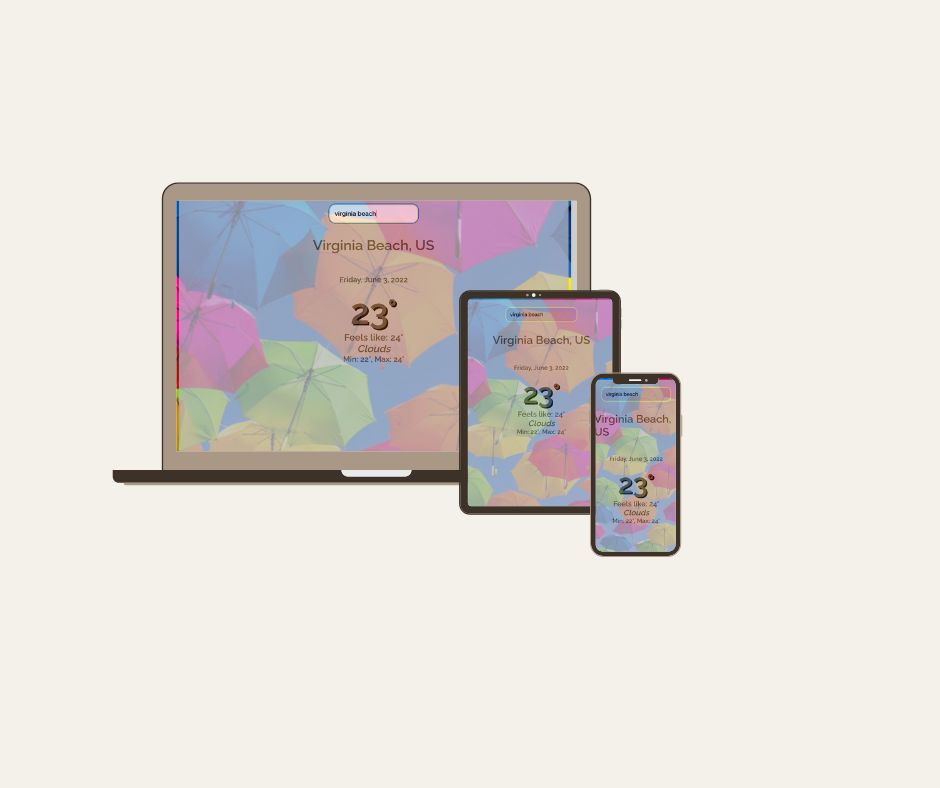 virginia beach
Virginia Beach, US
Friday, June 3, 2022
23°
Feels like: 24°
Clouds
Min: 22°, Max: 24°
virginia beach
Virginia Beach, US
Friday, June 3, 2022
23°
Feels like: 24°
Clouds
Min: 22°, Max: 24°
virginia beach
Virginia Beach,
US
Friday, June 3, 2022
23°
Feels like: 24°
Clouds
Min: 22°, Max: 24°